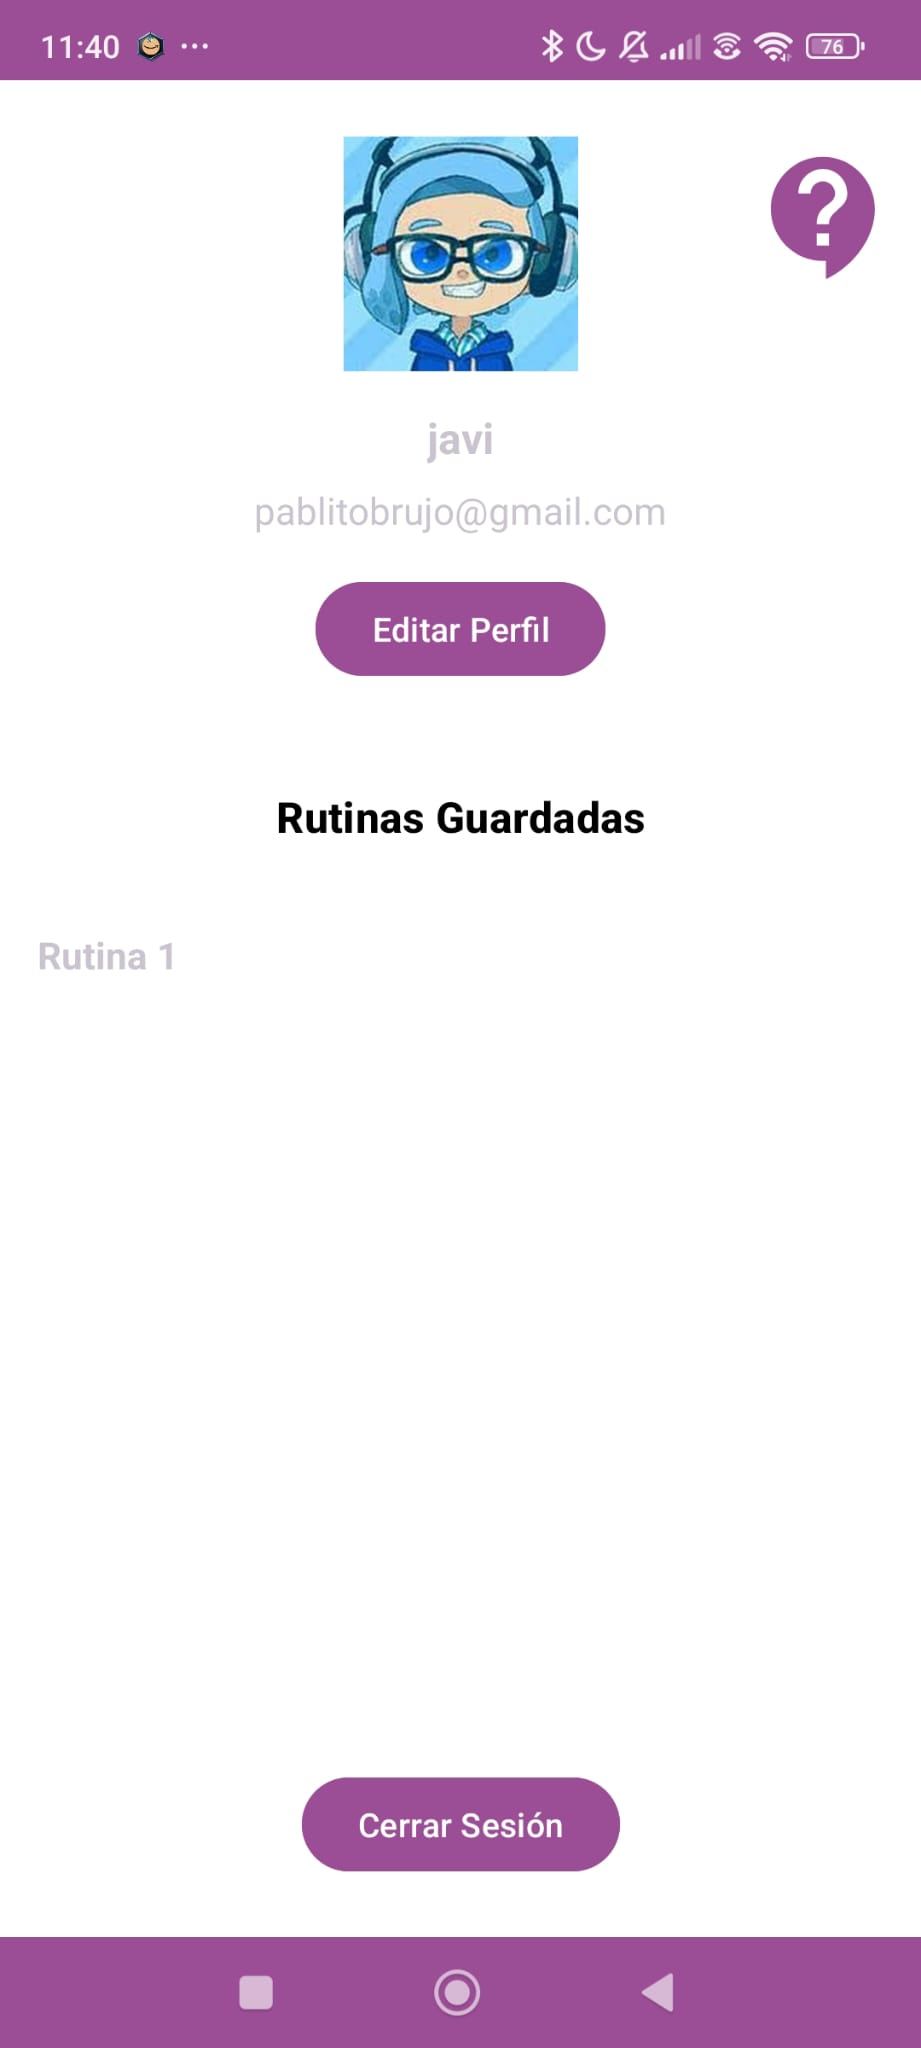 11:40
76
javi
pablitobrujo@gmail.com
Editar Perfil
Rutinas Guardadas
Rutina 1
Cerrar Sesión